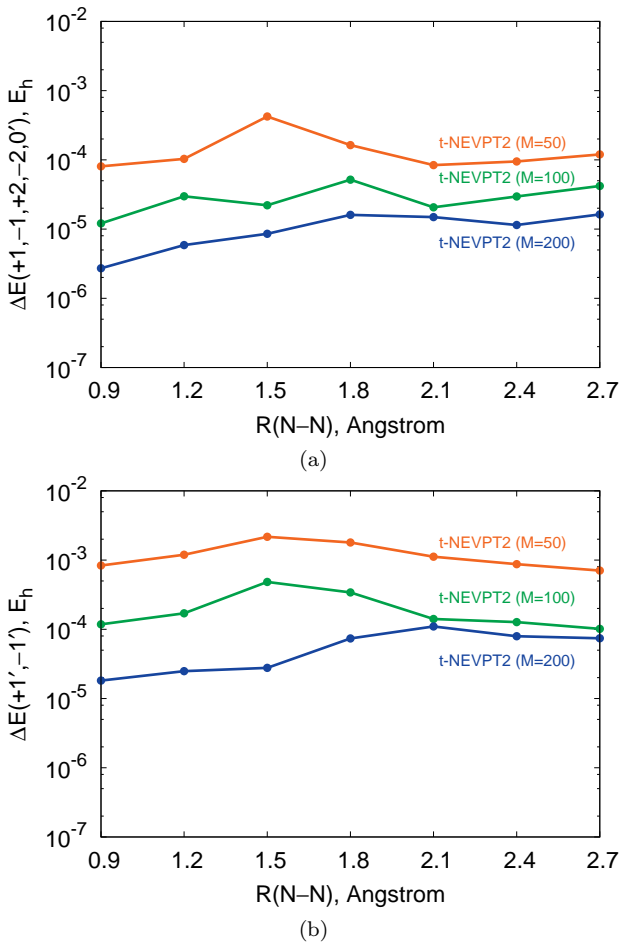 10-2
10-3
10-4
10-5
10-6
10-7
ΔE(+1,−1,+2,−2,0′), Eh
t-NEVPT2 (M=50)
t-NEVPT2 (M=100)
t-NEVPT2 (M=200)
0.9 1.2 1.5 1.8 2.1 2.4 2.7
R(N−N), Angstrom
(a)
10-2
10-3
10-4
10-5
10-6
10-7
ΔE(+1′,−1′), Eh
t-NEVPT2 (M=50)
t-NEVPT2 (M=100)
t-NEVPT2 (M=200)
0.9 1.2 1.5 1.8 2.1 2.4 2.7
R(N−N), Angstrom
(b)